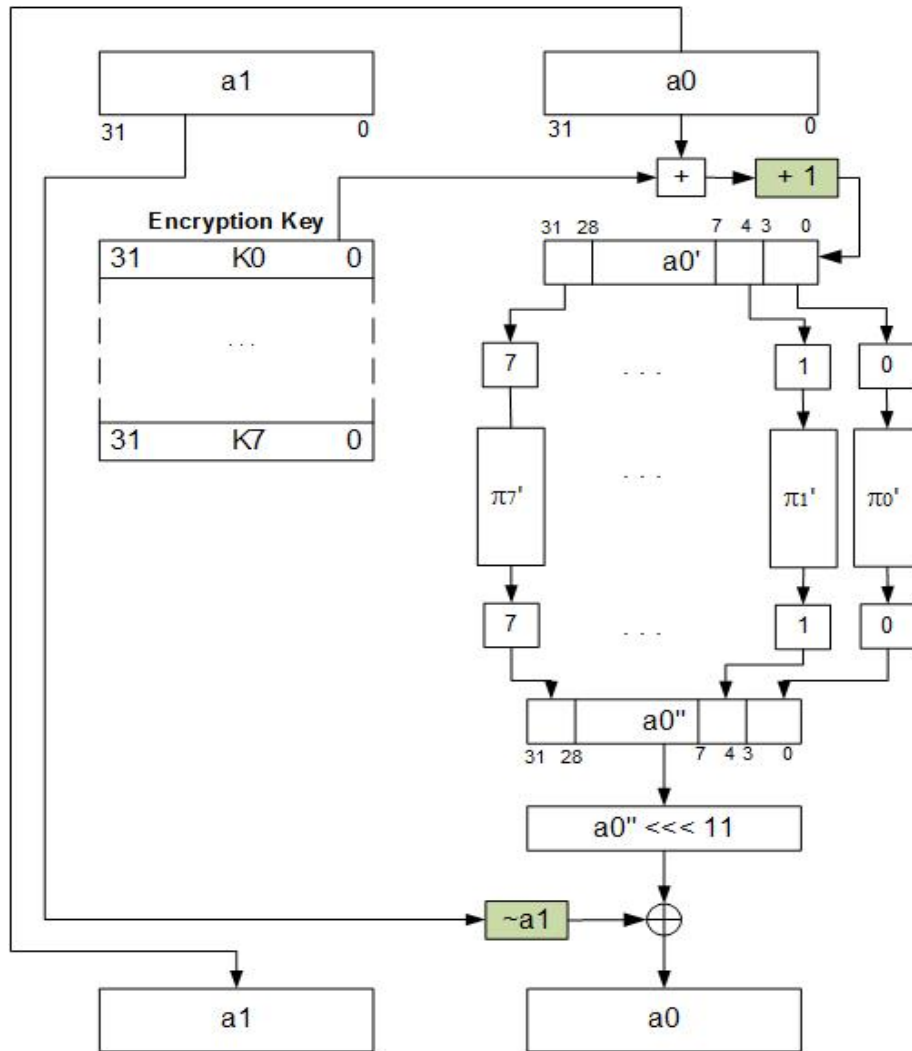 a1 a0
31 0 31 0
+ + 1
Encryption Key
31 28 7 4 3 0
31 K0 0 a0'
7 1 0
. . . . . .
31 K7 0
π7' . . . π1' π0'
7 . . . 1 0
a0"
31 28 7 4 3 0
a0" <<< 11
~a1
a1 a0